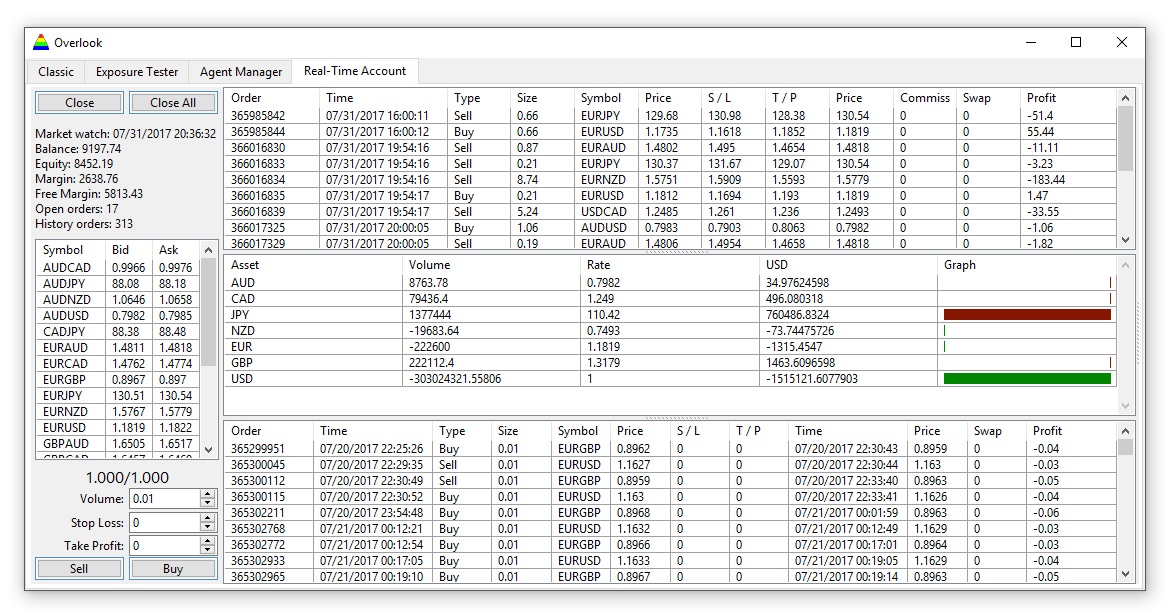 Overlook
Classic Exposure Tester Agent Manager Real-Time Account
Close Close All
Market watch: 07/31/2017 20:36:32
Balance: 9197.74
Equity: 8452.19
Margin: 2638.76
Free Margin: 5813.43
Open orders: 17
History orders: 313
Symbol Bid Ask
AUDCAD 0.9966 0.9976
AUDJPY 88.08 88.18
AUDNZD 1.0646 1.0658
AUDUSD 0.7982 0.7985
CADJPY 88.38 88.48
EURAUD 1.4811 1.4818
EURCAD 1.4762 1.4774
EURGBP 0.8967 0.897
EURJPY 130.51 130.54
EURNZD 1.5767 1.5779
EURUSD 1.1819 1.1822
GBPAUD 1.6505 1.6517
1.000/1.000
Volume: 0.01
Stop Loss: 0
Take Profit: 0
Sell Buy
Order Time Type Size Symbol Price S / L T / P Price Commiss Swap Profit
365985842 07/31/2017 16:00:11 Sell 0.66 EURJPY 129.68 130.98 128.38 130.54 0 0 -51.4
365985844 07/31/2017 16:00:12 Buy 0.66 EURUSD 1.1735 1.1618 1.1852 1.1819 0 0 55.44
366016830 07/31/2017 19:54:16 Sell 0.87 EURAUD 1.4802 1.495 1.4654 1.4818 0 0 -11.11
366016833 07/31/2017 19:54:16 Sell 0.21 EURJPY 130.37 131.67 129.07 130.54 0 0 -3.23
366016834 07/31/2017 19:54:16 Sell 8.74 EURNZD 1.5751 1.5909 1.5593 1.5779 0 0 -183.44
366016835 07/31/2017 19:54:16 Buy 0.21 EURUSD 1.1812 1.1694 1.193 1.1819 0 0 1.47
366016839 07/31/2017 19:54:17 Sell 5.24 USDCAD 1.2485 1.261 1.236 1.2493 0 0 -33.55
366017325 07/31/2017 20:00:05 Buy 1.06 AUDUSD 0.7983 0.7903 0.8063 0.7982 0 0 -1.06
366017329 07/31/2017 20:00:05 Sell 0.19 EURAUD 1.4806 1.4954 1.4658 1.4818 0 0 -1.82
Asset Volume Rate USD Graph
AUD 8763.78 0.7982 34.97624598
CAD 79436.4 1.249 496.080318
JPY 1377444 110.42 760486.8324
NZD -19683.64 0.7493 -73.74475726
EUR -222600 1.1819 -1315.4547
GBP 222112.4 1.3179 1463.6096598
USD -303024321.55806 1 -1515121.6077903
Order Time Type Size Symbol Price S / L T / P Time Price Swap Profit
365299951 07/20/2017 22:25:26 Buy 0.01 EURGBP 0.8962 0 0 07/20/2017 22:30:43 0.8959 0 -0.04
365300045 07/20/2017 22:29:35 Sell 0.01 EURUSD 1.1627 0 0 07/20/2017 22:30:44 1.163 0 -0.03
365300112 07/20/2017 22:30:49 Sell 0.01 EURGBP 0.8959 0 0 07/20/2017 22:33:40 0.8963 0 -0.05
365300115 07/20/2017 22:30:52 Buy 0.01 EURUSD 1.163 0 0 07/20/2017 22:33:41 1.1626 0 -0.04
365302211 07/20/2017 23:54:48 Buy 0.01 EURGBP 0.8968 0 0 07/21/2017 00:01:59 0.8963 0 -0.06
365302768 07/21/2017 00:12:21 Buy 0.01 EURUSD 1.1632 0 0 07/21/2017 00:12:49 1.1629 0 -0.03
365302772 07/21/2017 00:12:54 Buy 0.01 EURGBP 0.8966 0 0 07/21/2017 00:17:01 0.8964 0 -0.03
365302933 07/21/2017 00:17:05 Buy 0.01 EURUSD 1.1633 0 0 07/21/2017 00:19:05 1.1629 0 -0.04
365302965 07/21/2017 00:19:10 Buy 0.01 EURGBP 0.8967 0 0 07/21/2017 00:19:14 0.8963 0 -0.05